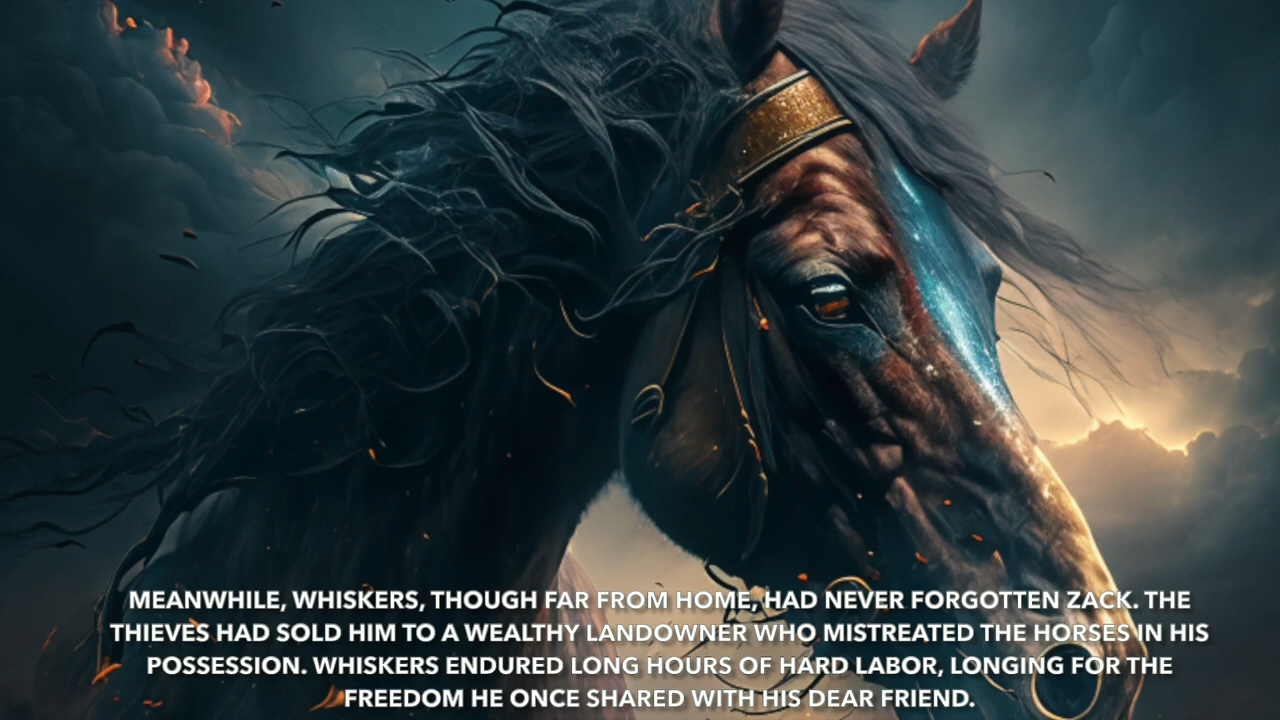 MEANWHILE, WHISKERS, THOUGH FAR FROM HOME, HAD NEVER FORGOTTEN ZACK. THE
THIEVES HAD SOLD HIM TO A WEALTHY LANDOWNER WHO MISTREATED THE HORSES IN HIS
POSSESSION. WHISKERS ENDURED LONG HOURS OF HARD LABOR, LONGING FOR THE
FREEDOM HE ONCE SHARED WITH HIS DEAR FRIEND.